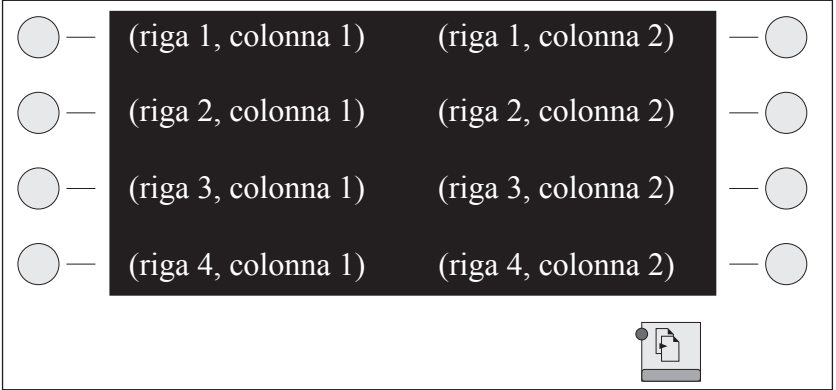 (riga 1, colonna 1) (riga 1, colonna 2)
(riga 2, colonna 1) (riga 2, colonna 2)
(riga 3, colonna 1) (riga 3, colonna 2)
(riga 4, colonna 1) (riga 4, colonna 2)